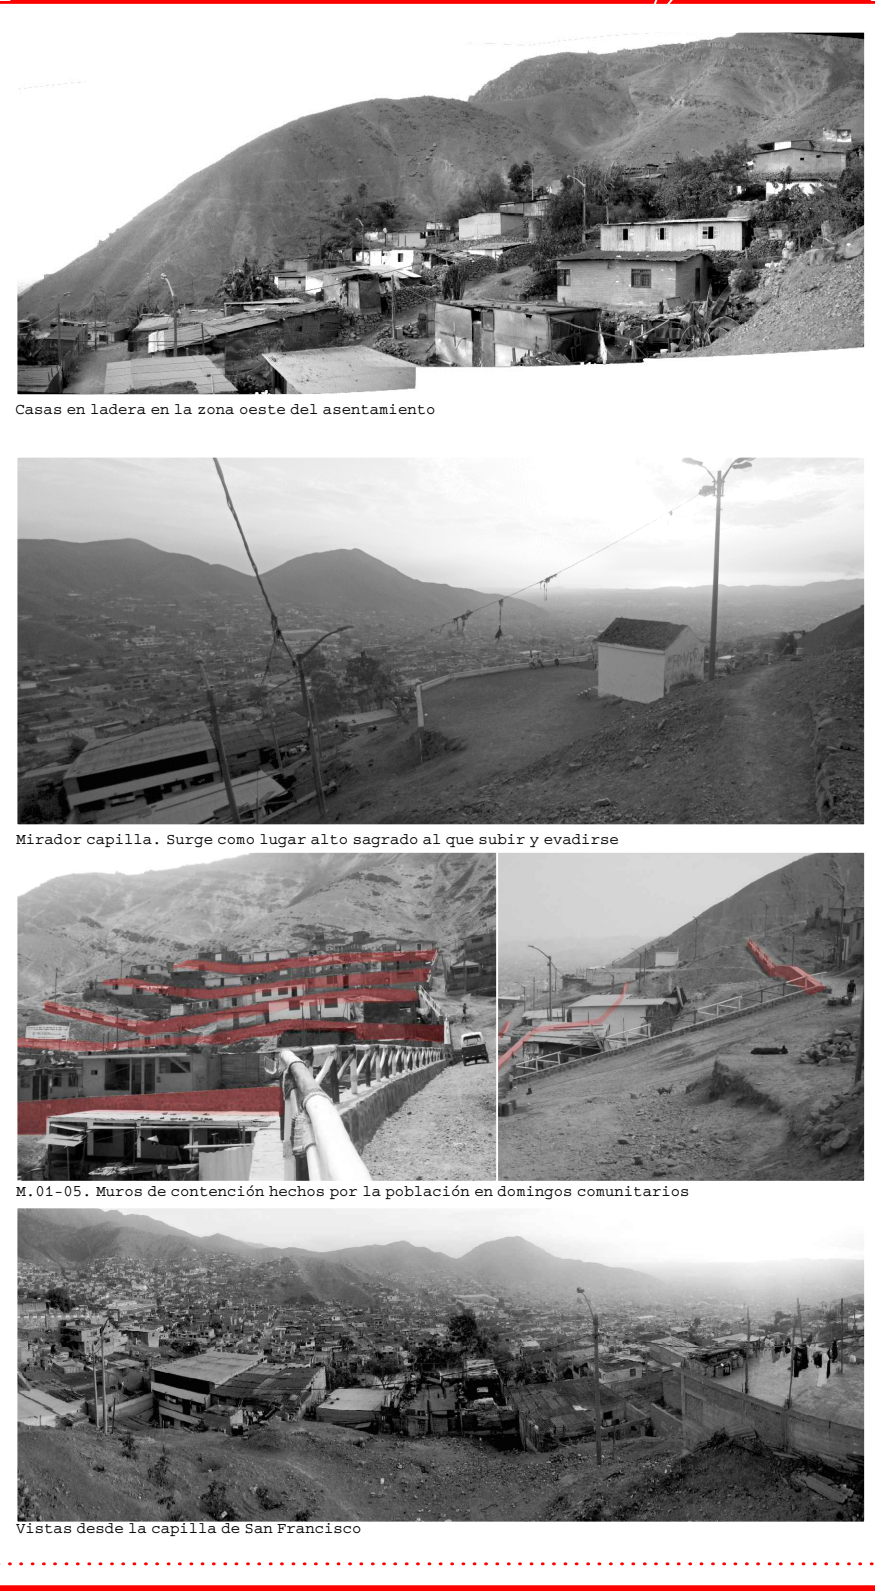 Casas en ladera en la zona oeste del asentamiento
Mirador capilla. Surge como lugar alto sagrado al que subir y evadirse
M.01-05. Muros de contención hechos por la población en domingos comunitarios
Vistas desde la capilla de San Francisco